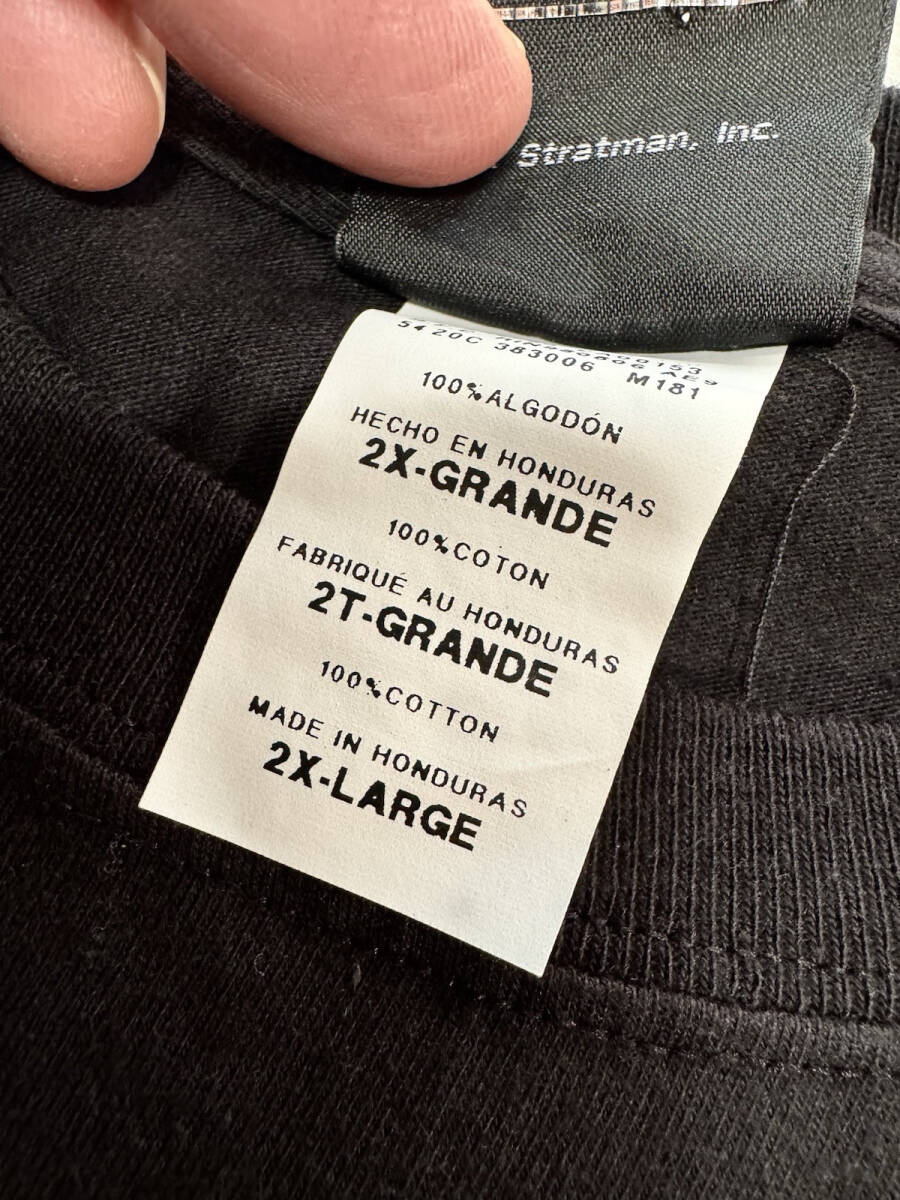 Stratman, Inc.
5420C 383006 M181
100% ALGODÓN
HECHO EN HONDURAS
2X-GRANDE
100% COTON
FABRIQUÉ AU HONDURAS
2T-GRANDE
100% COTTON
MADE IN HONDURAS
2X-LARGE